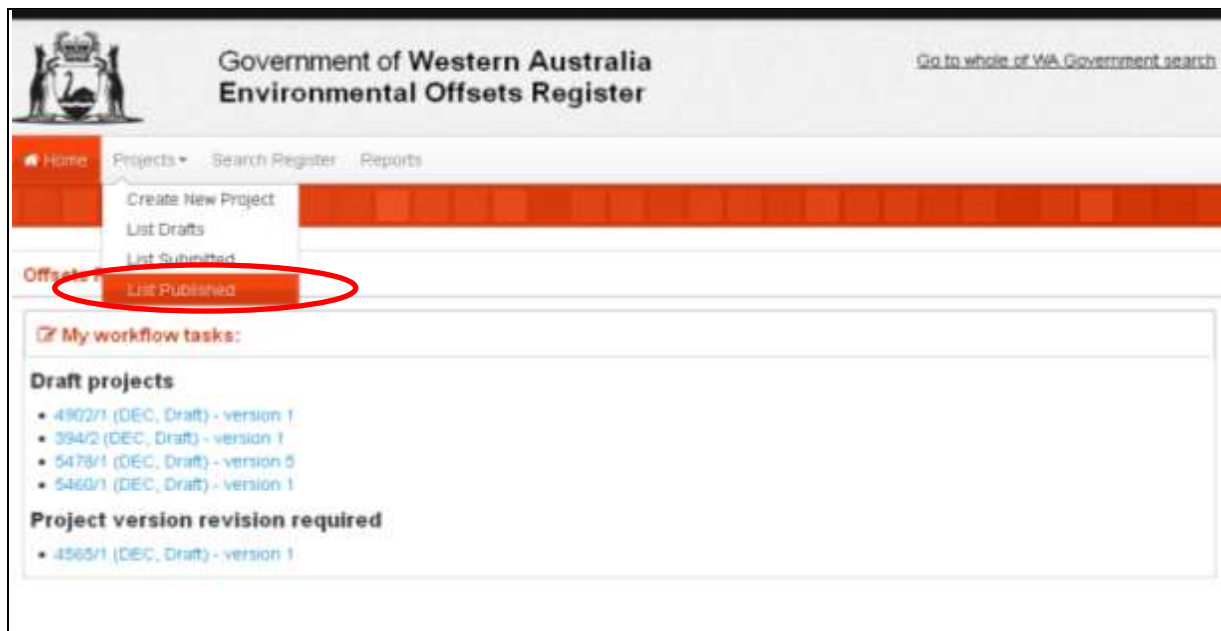 Government of Western Australia
Environmental Offsets Register
Go to whole of WA Government search
Home Projects Search Register Reports
Create New Project
List Drafts
List Submitted
Offsets
List Published
My workflow tasks:
Draft projects
4902/1 (DEC, Draft) - version 1
394/2 (DEC, Draft) - version 1
5478/1 (DEC, Draft) - version 5
5460/1 (DEC, Draft) - version 1
Project version revision required
4565/1 (DEC, Draft) - version 1